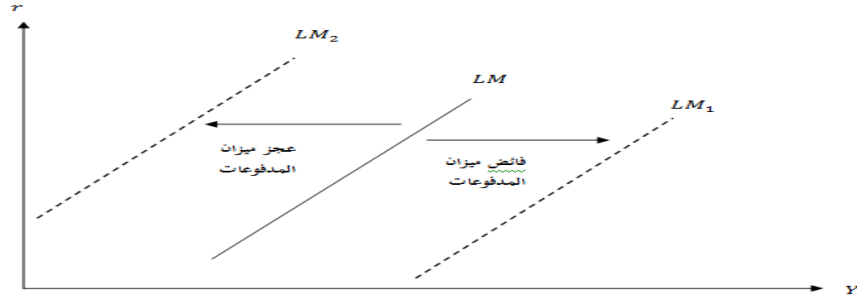 r
LM₂
LM
LM₁
عجز ميزان
المدفوعات
فائض ميزان
المدفوعات
Y